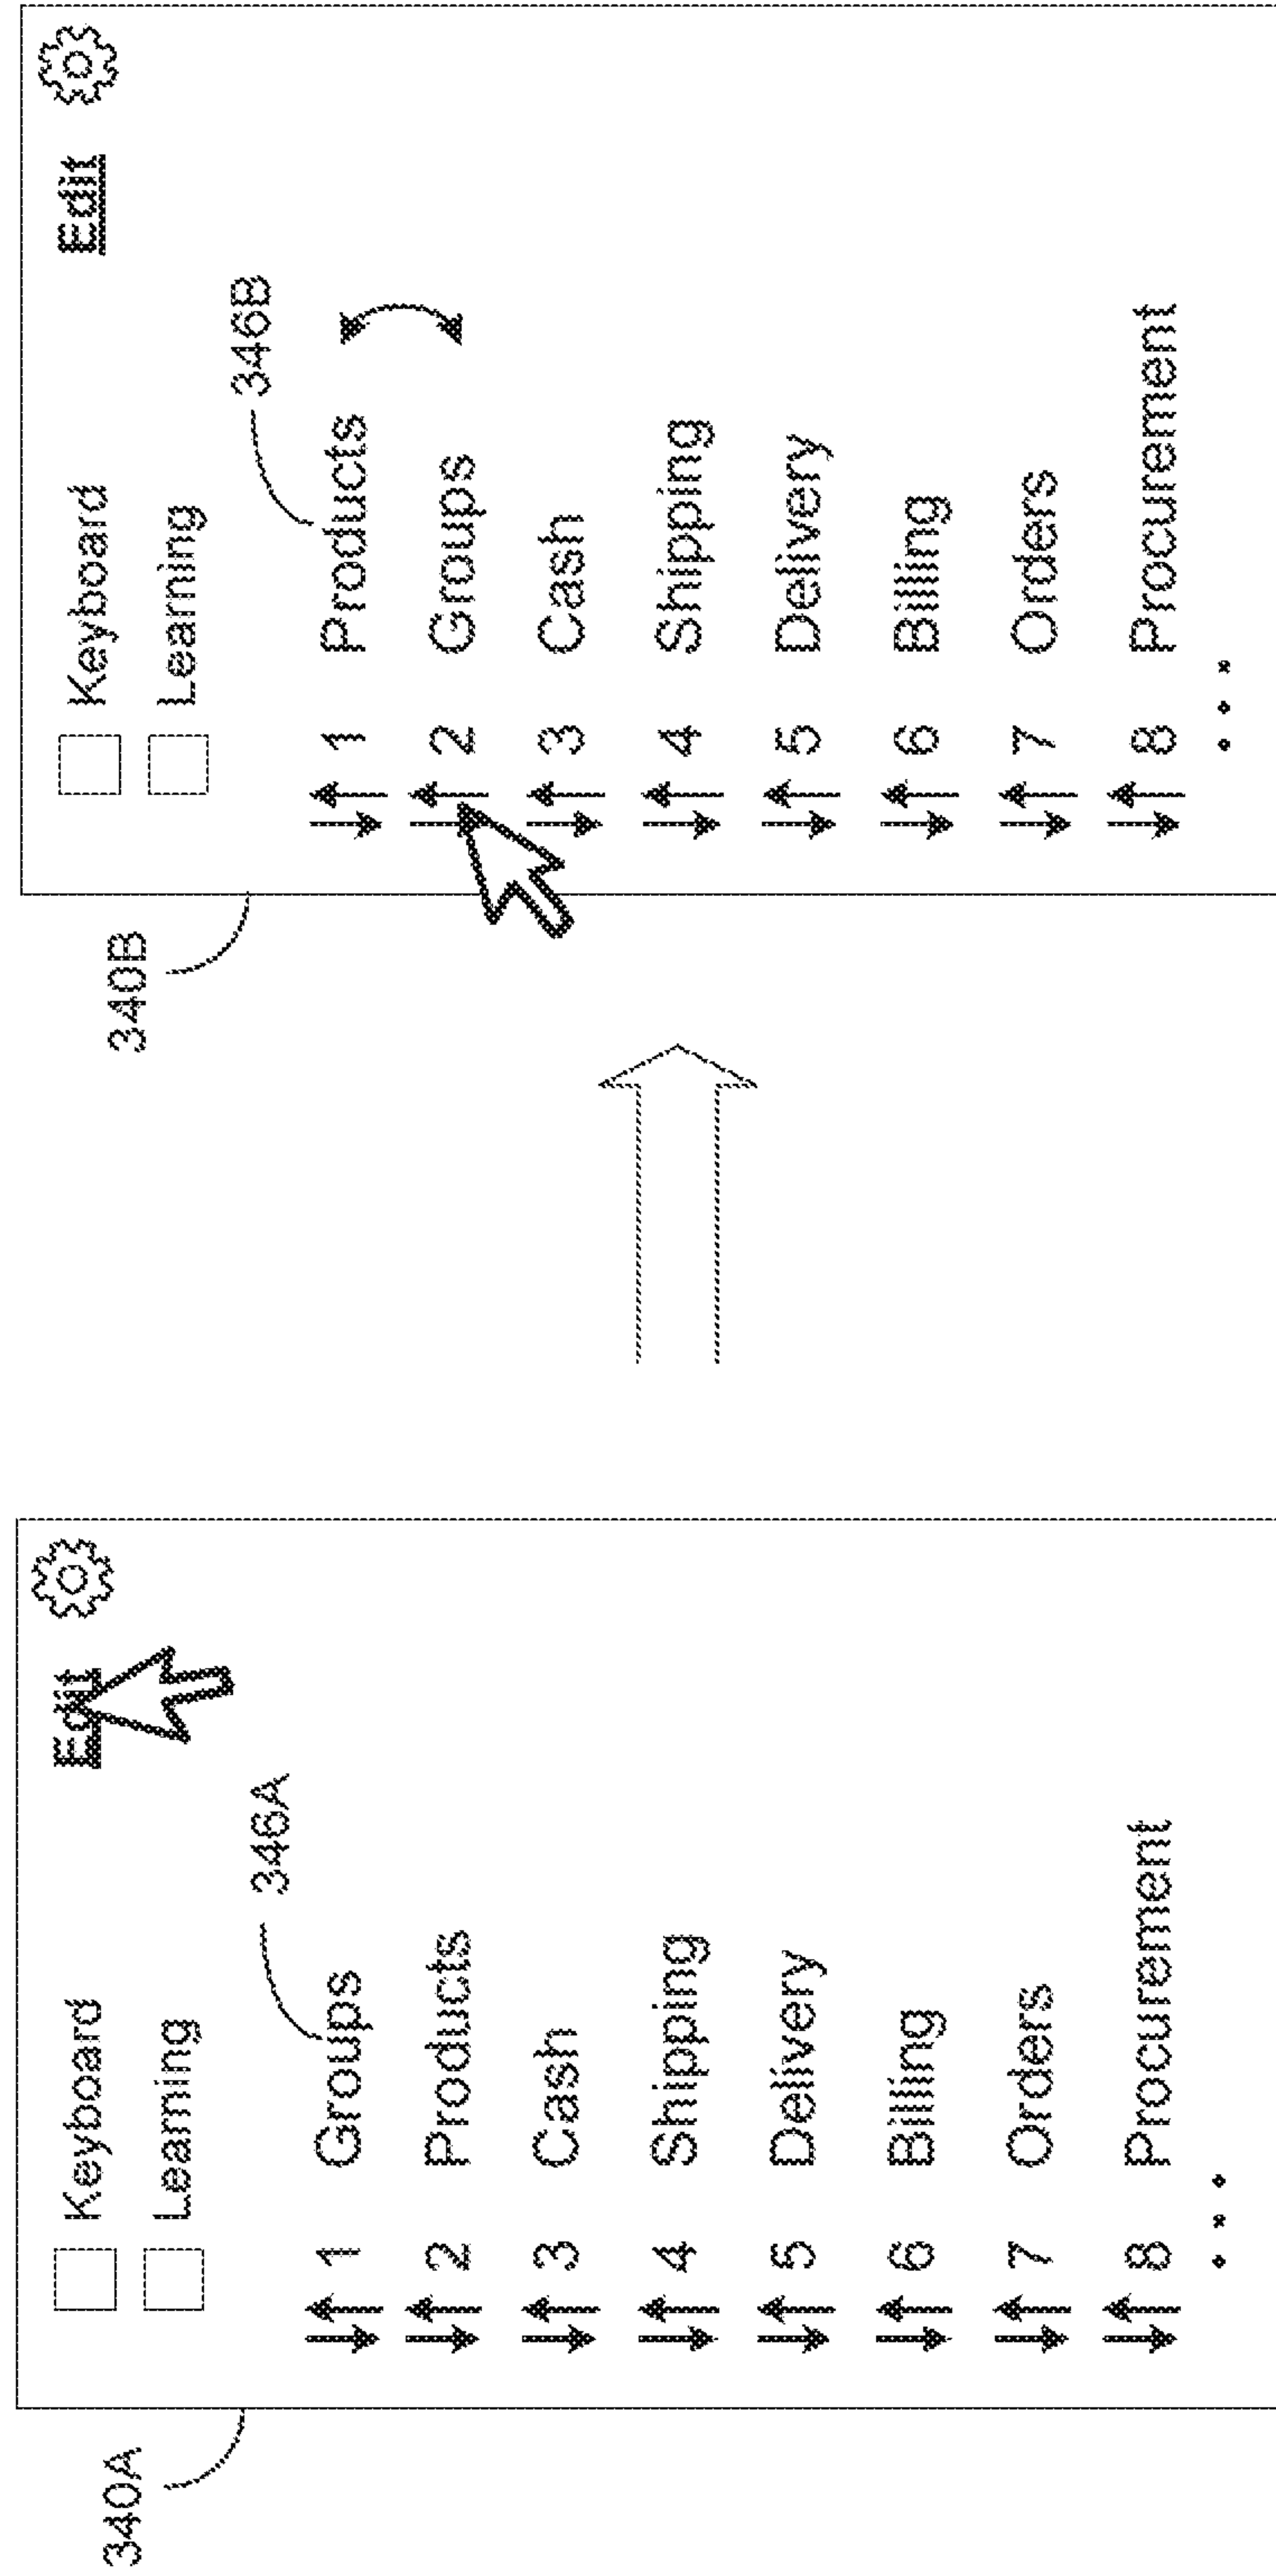 340A
Keyboard Edit
Learning
346A
1 Groups
2 Products
3 Cash
4 Shipping
5 Delivery
6 Billing
7 Orders
8 Procurement
...
340B
Keyboard Edit
Learning
346B
1 Products
2 Groups
3 Cash
4 Shipping
5 Delivery
6 Billing
7 Orders
8 Procurement
...